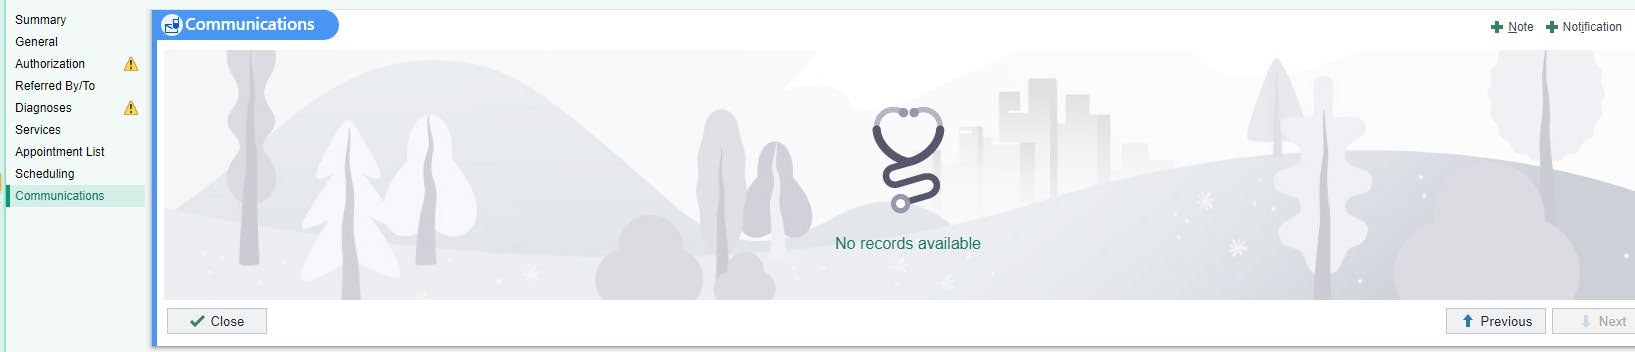 Summary
General
Authorization
Referred By/To
Diagnoses
Services
Appointment List
Scheduling
Communications
Communications
Note
Notification
No records available
Close
Previous
Next